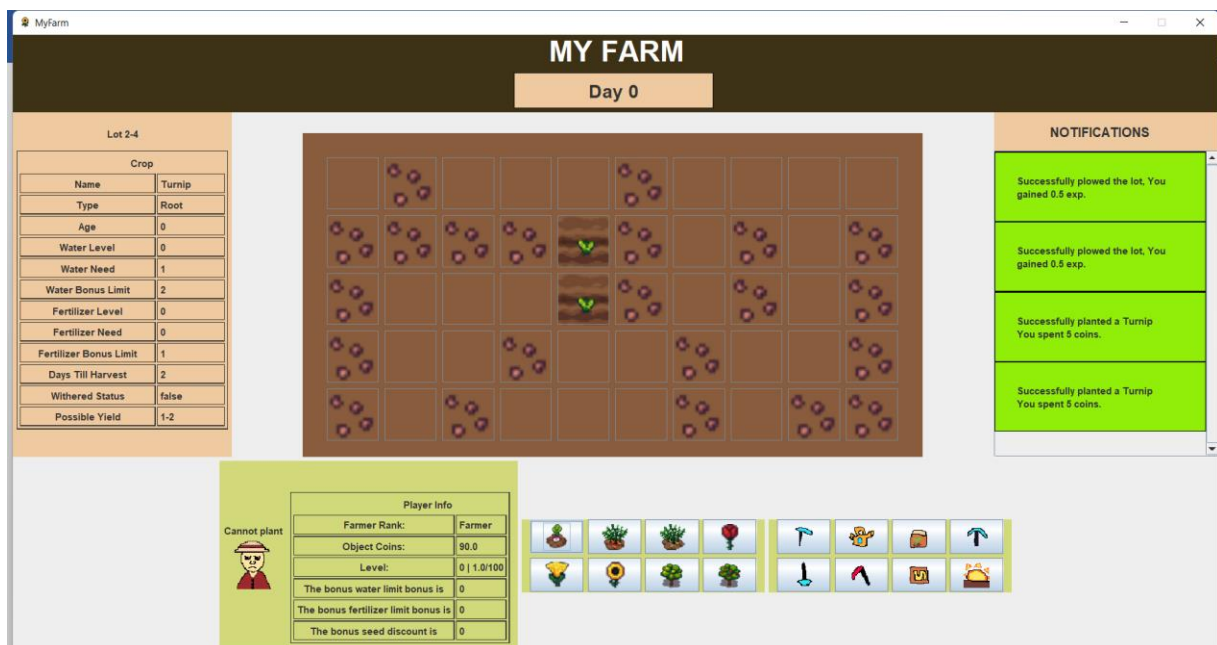 MyFarm
MY FARM
Day 0
Lot 2-4
Crop
Name Turnip
Type Root
Age 0
Water Level 0
Water Need 1
Water Bonus Limit 2
Fertilizer Level 0
Fertilizer Need 0
Fertilizer Bonus Limit 1
Days Till Harvest 2
Withered Status false
Possible Yield 1-2
NOTIFICATIONS
Successfully plowed the lot, You
gained 0.5 exp.
Successfully plowed the lot, You
gained 0.5 exp.
Successfully planted a Turnip
You spent 5 coins.
Successfully planted a Turnip
You spent 5 coins.
Cannot plant
Player Info
Farmer Rank: Farmer
Object Coins: 90.0
Level: 0 | 1.0/100
The bonus water limit bonus is 0
The bonus fertilizer limit bonus is 0
The bonus seed discount is 0